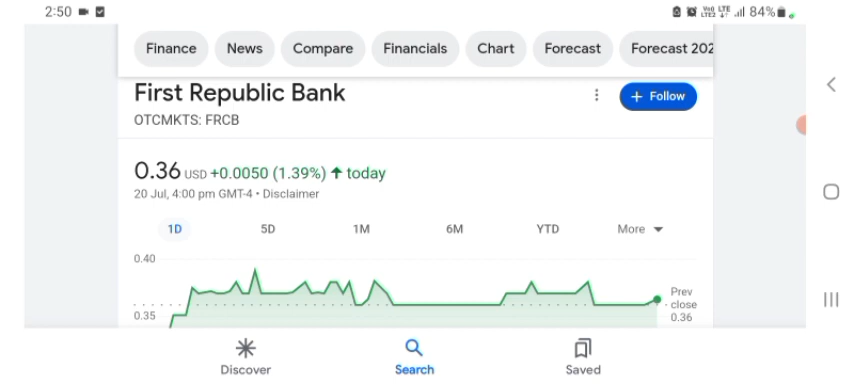 2:50 LTE LTE2 84%
Finance News Compare Financials Chart Forecast Forecast 202
First Republic Bank
+ Follow
OTCMKTS: FRCB
0.36 USD +0.0050 (1.39%) ↑ today
20 Jul, 4:00 pm GMT-4 • Disclaimer
1D 5D 1M 6M YTD More
0.40
0.35
Prev
close
0.36
Discover Search Saved